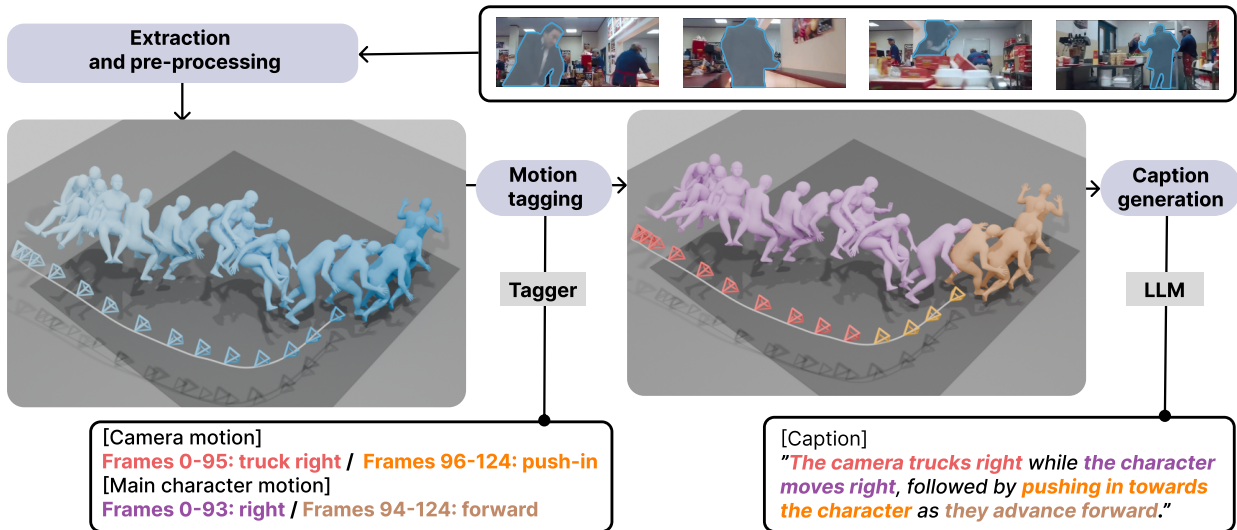 Extraction
and pre-processing
Motion
tagging
Caption
generation
Tagger
LLM
[Camera motion]
Frames 0-95: truck right / Frames 96-124: push-in
[Main character motion]
Frames 0-93: right / Frames 94-124: forward
[Caption]
”The camera trucks right while the character
moves right, followed by pushing in towards
the character as they advance forward.”